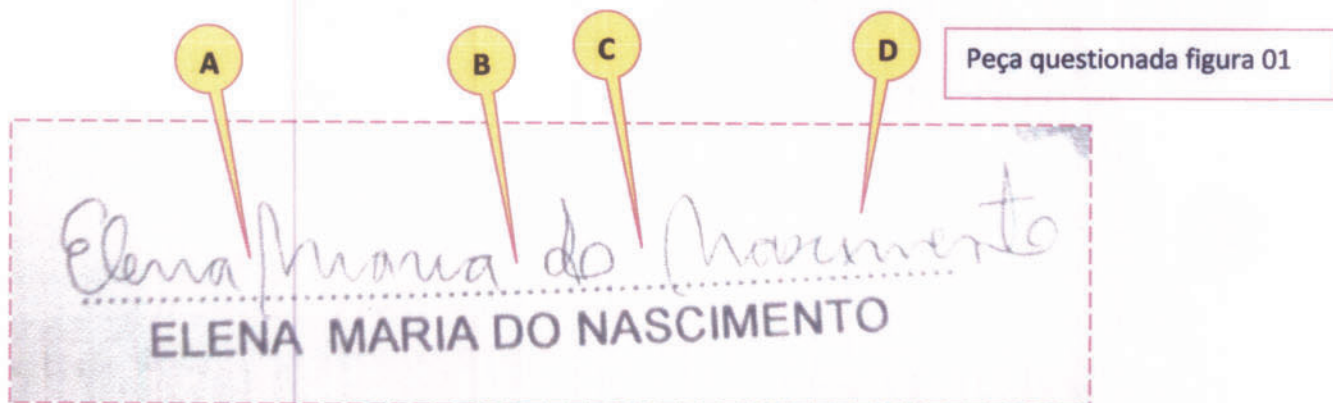 A B C D Peça questionada figura 01
Elena Maria do Nascimento
ELENA MARIA DO NASCIMENTO